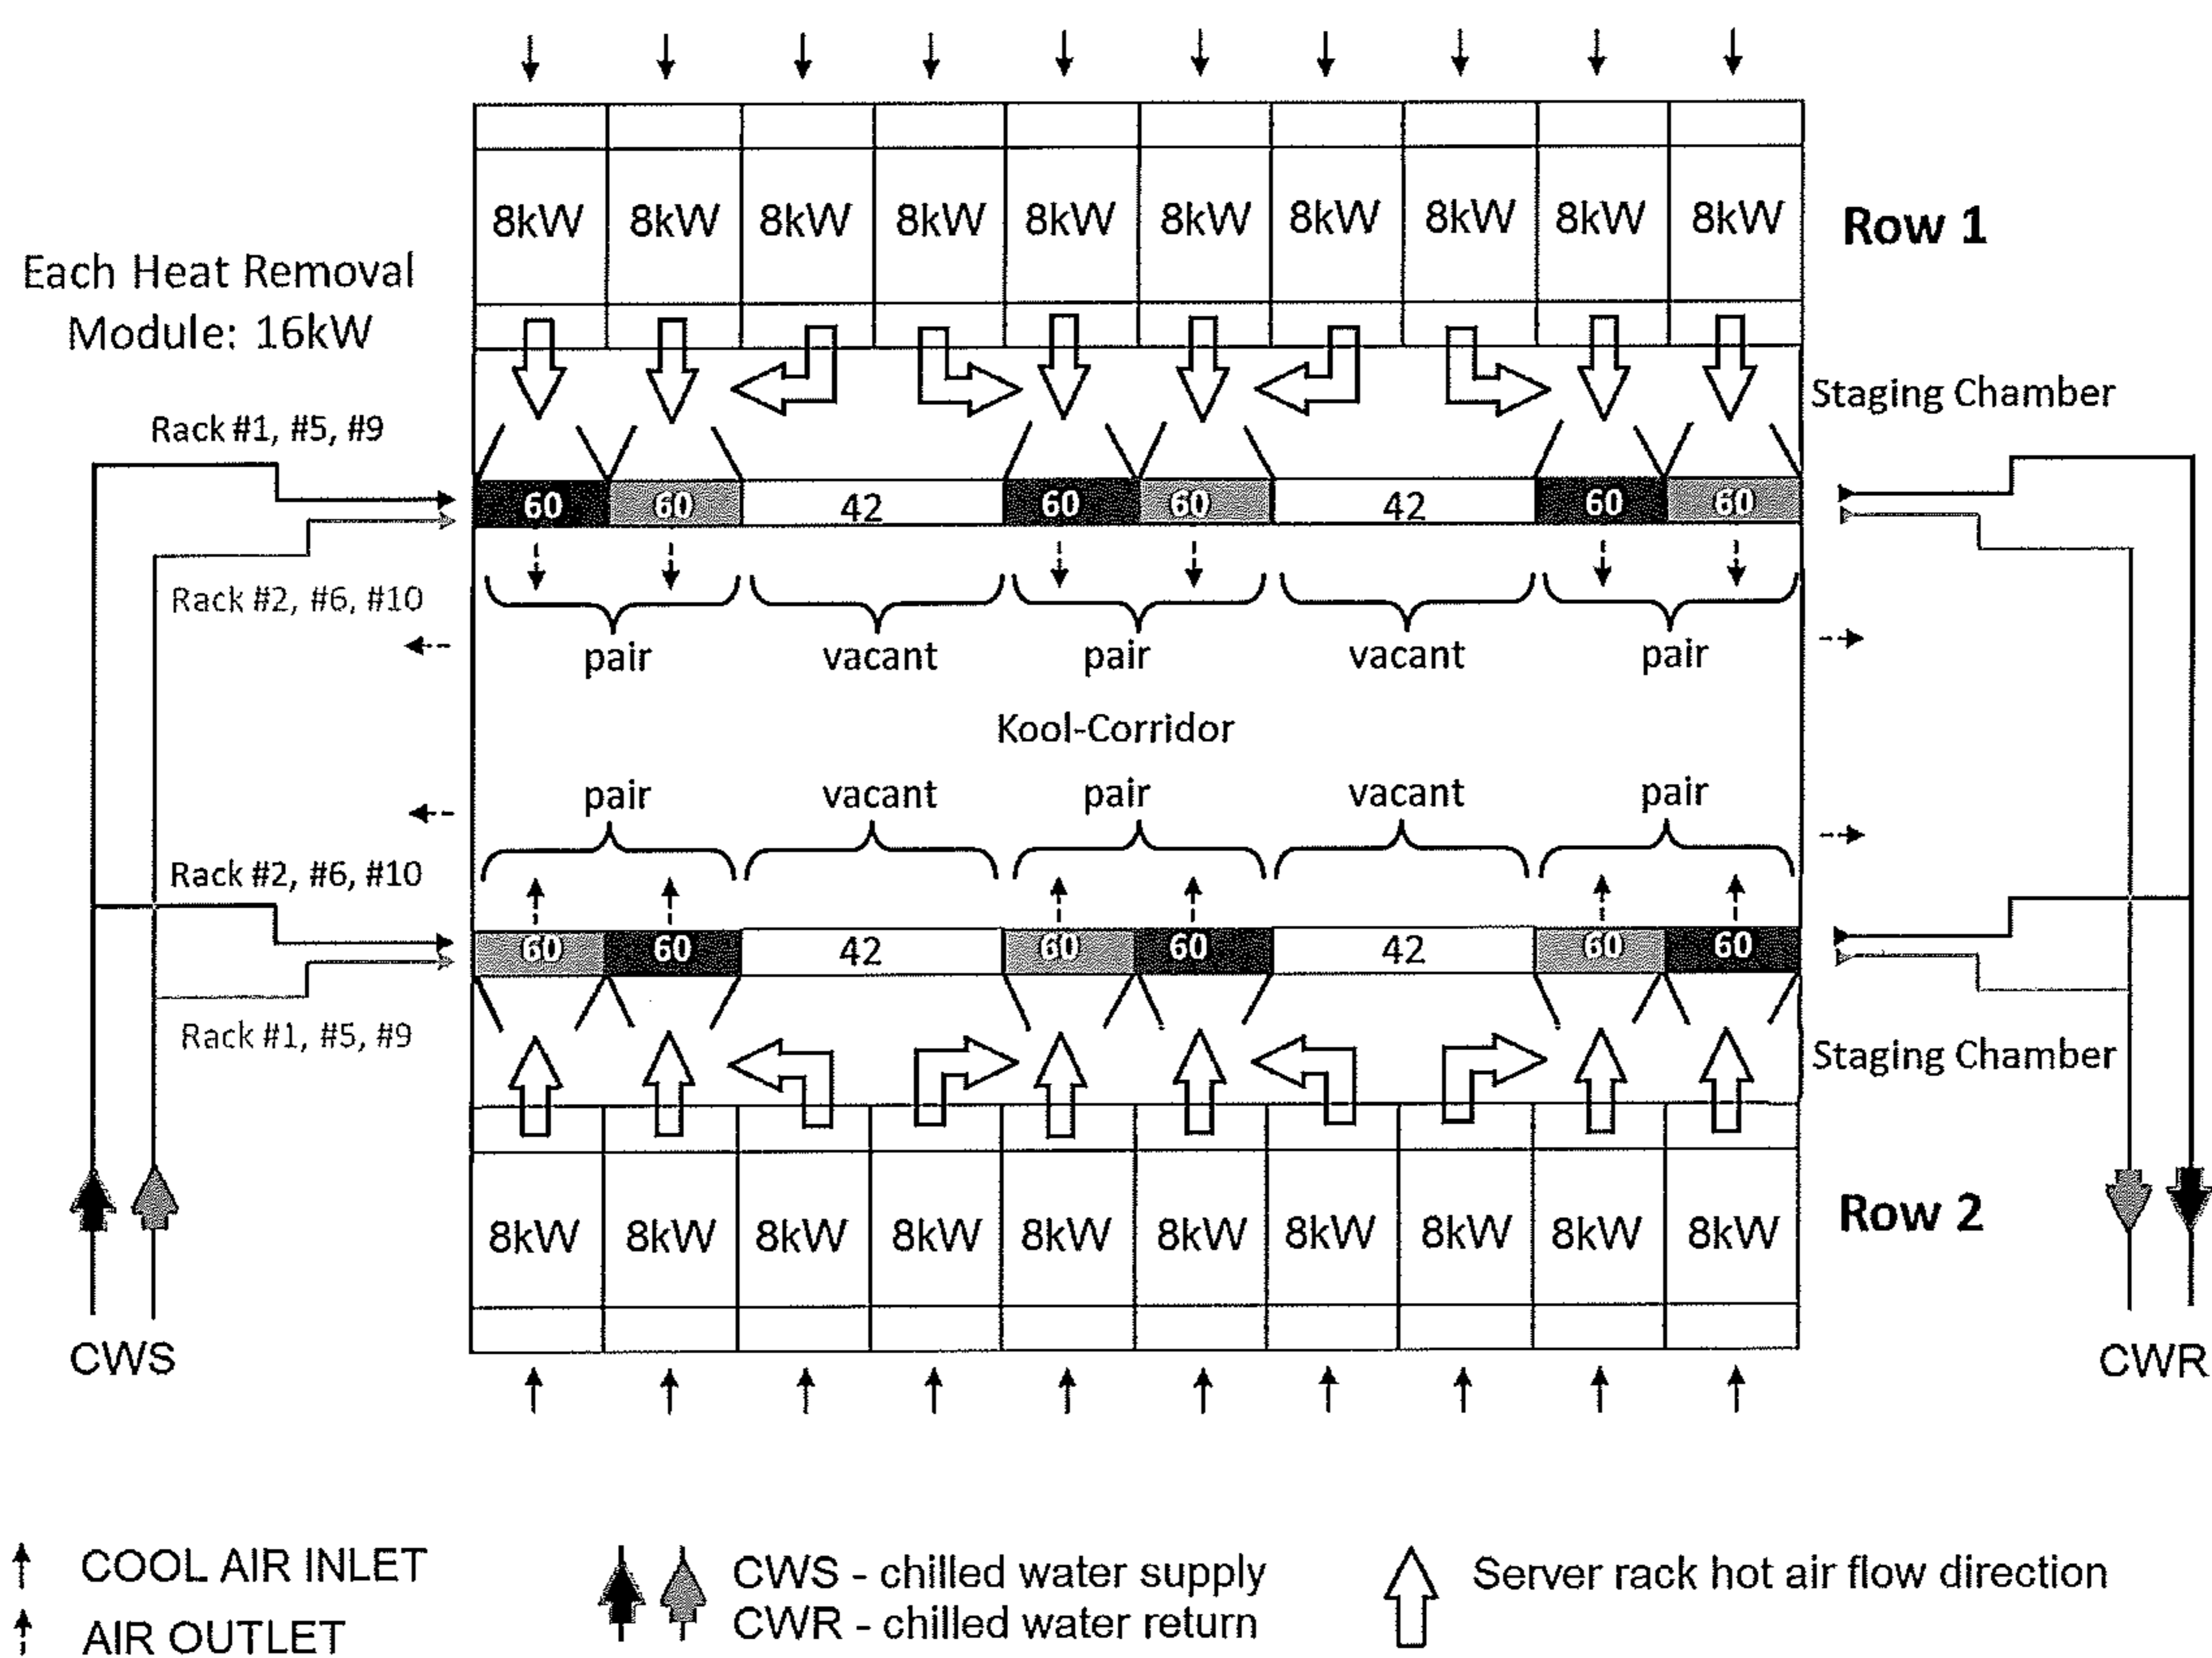 8kW 8kW 8kW 8kW 8kW 8kW 8kW 8kW 8kW 8kW
Row 1
Each Heat Removal
Module: 16kW
Staging Chamber
Rack #1, #5, #9
60 60 42 60 60 42 60 60
Rack #2, #6, #10
pair vacant pair vacant pair
Kool-Corridor
pair vacant pair vacant pair
Rack #2, #6, #10
60 60 42 60 60 42 60 60
Rack #1, #5, #9
Staging Chamber
8kW 8kW 8kW 8kW 8kW 8kW 8kW 8kW 8kW 8kW
Row 2
CWS
CWR
COOL AIR INLET
AIR OUTLET
CWS - chilled water supply
CWR - chilled water return
Server rack hot air flow direction